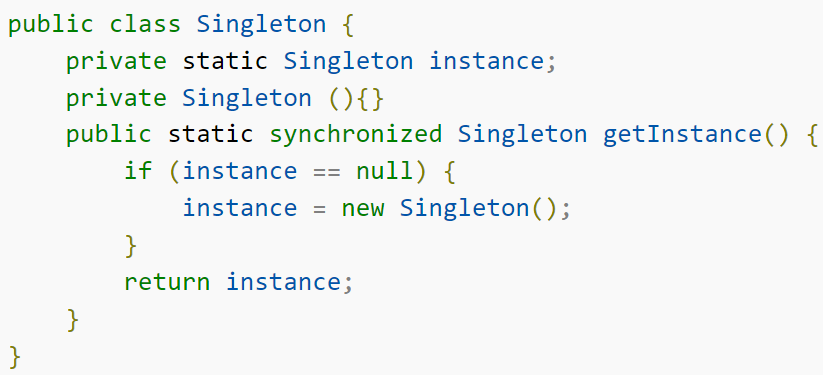 public class Singleton {
    private static Singleton instance;
    private Singleton (){}
    public static synchronized Singleton getInstance() {
        if (instance == null) {
            instance = new Singleton();
        }
        return instance;
    }
}